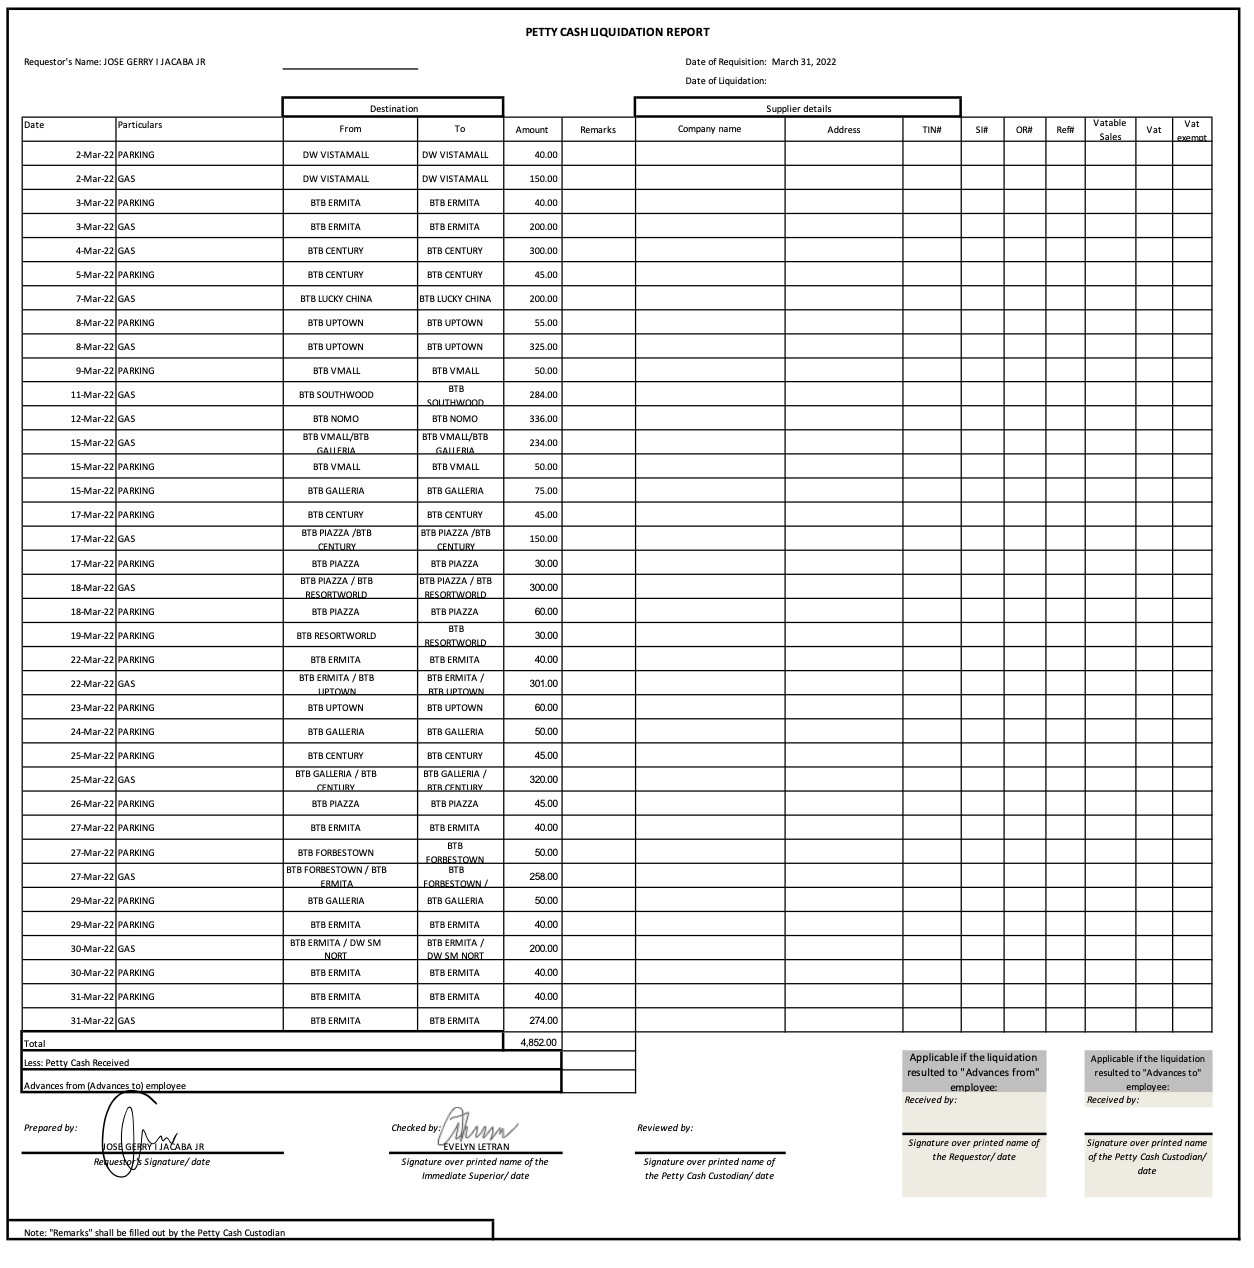 PETTY CASH LIQUIDATION REPORT
Requestor's Name: JOSE GERRY I JACABA JR
Date of Requisition: March 31, 2022
Date of Liquidation:
Destination Supplier details
Date Particulars From To Amount Remarks Company name Address TIN# SI# OR# Ref# Vatable Sales Vat Vat exempt
2-Mar-22 PARKING DW VISTAMALL DW VISTAMALL 40.00
2-Mar-22 GAS DW VISTAMALL DW VISTAMALL 150.00
3-Mar-22 PARKING BTB ERMITA BTB ERMITA 40.00
3-Mar-22 GAS BTB ERMITA BTB ERMITA 200.00
4-Mar-22 GAS BTB CENTURY BTB CENTURY 300.00
5-Mar-22 PARKING BTB CENTURY BTB CENTURY 45.00
7-Mar-22 GAS BTB LUCKY CHINA BTB LUCKY CHINA 200.00
8-Mar-22 PARKING BTB UPTOWN BTB UPTOWN 55.00
8-Mar-22 GAS BTB UPTOWN BTB UPTOWN 325.00
9-Mar-22 PARKING BTB VMALL BTB VMALL 50.00
11-Mar-22 GAS BTB SOUTHWOOD BTB SOUTHWOOD 284.00
12-Mar-22 GAS BTB NOMO BTB NOMO 336.00
15-Mar-22 GAS BTB VMALL/BTB GALLERIA BTB VMALL/BTB GALLERIA 234.00
15-Mar-22 PARKING BTB VMALL BTB VMALL 50.00
15-Mar-22 PARKING BTB GALLERIA BTB GALLERIA 75.00
17-Mar-22 PARKING BTB CENTURY BTB CENTURY 45.00
17-Mar-22 GAS BTB PIAZZA /BTB CENTURY BTB PIAZZA /BTB CENTURY 150.00
17-Mar-22 PARKING BTB PIAZZA BTB PIAZZA 30.00
18-Mar-22 GAS BTB PIAZZA / BTB RESORTWORLD BTB PIAZZA / BTB RESORTWORLD 300.00
18-Mar-22 PARKING BTB PIAZZA BTB PIAZZA 60.00
19-Mar-22 PARKING BTB RESORTWORLD BTB RESORTWORLD 30.00
22-Mar-22 PARKING BTB ERMITA BTB ERMITA 40.00
22-Mar-22 GAS BTB ERMITA / BTB UPTOWN BTB ERMITA / BTB UPTOWN 301.00
23-Mar-22 PARKING BTB UPTOWN BTB UPTOWN 60.00
24-Mar-22 PARKING BTB GALLERIA BTB GALLERIA 50.00
25-Mar-22 PARKING BTB CENTURY BTB CENTURY 45.00
25-Mar-22 GAS BTB GALLERIA / BTB CENTURY BTB GALLERIA / BTB CENTURY 320.00
26-Mar-22 PARKING BTB PIAZZA BTB PIAZZA 45.00
27-Mar-22 PARKING BTB ERMITA BTB ERMITA 40.00
27-Mar-22 PARKING BTB FORBESTOWN BTB FORBESTOWN 50.00
27-Mar-22 GAS BTB FORBESTOWN / BTB ERMITA BTB FORBESTOWN / 258.00
29-Mar-22 PARKING BTB GALLERIA BTB GALLERIA 50.00
29-Mar-22 PARKING BTB ERMITA BTB ERMITA 40.00
30-Mar-22 GAS BTB ERMITA / DW SM NORT BTB ERMITA / DW SM NORT 200.00
30-Mar-22 PARKING BTB ERMITA BTB ERMITA 40.00
31-Mar-22 PARKING BTB ERMITA BTB ERMITA 40.00
31-Mar-22 GAS BTB ERMITA BTB ERMITA 274.00
Total 4,852.00
Less: Petty Cash Received
Advances from (Advances to) employee
Applicable if the liquidation
resulted to "Advances from"
employee:
Received by:
Signature over printed name of
the Requestor/ date
Applicable if the liquidation
resulted to "Advances to"
employee:
Received by:
Signature over printed name
of the Petty Cash Custodian/
date
Prepared by:
JOSE GERRY I JACABA JR
Requestor's Signature/ date
Checked by:
EVELYN LETRAN
Signature over printed name of the
Immediate Superior/ date
Reviewed by:
Signature over printed name of
the Petty Cash Custodian/ date
Note: "Remarks" shall be filled out by the Petty Cash Custodian